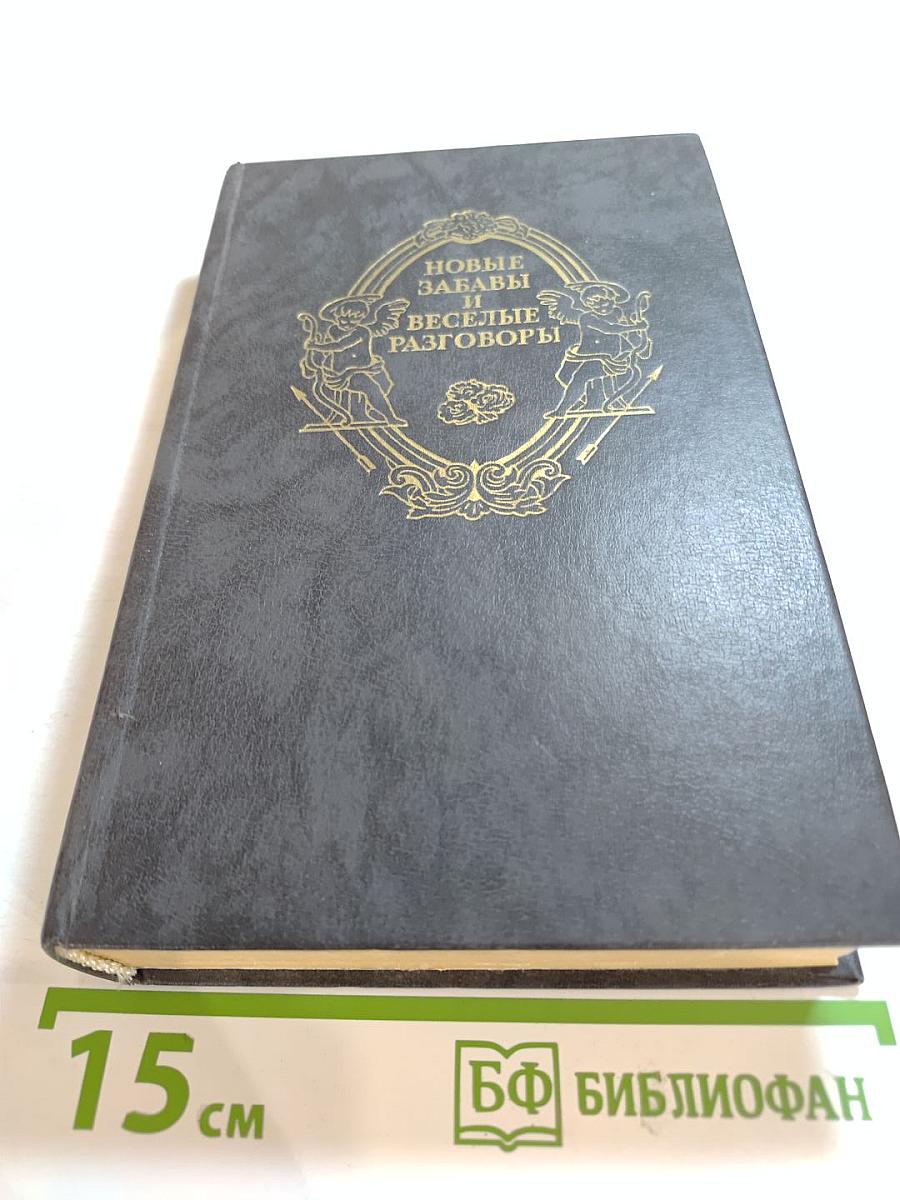 НОВЫЕ
ЗАБАВЫ
И
ВЕСЕЛЫЕ
РАЗГОВОРЫ
15 см
БФ БИБЛИОФАН